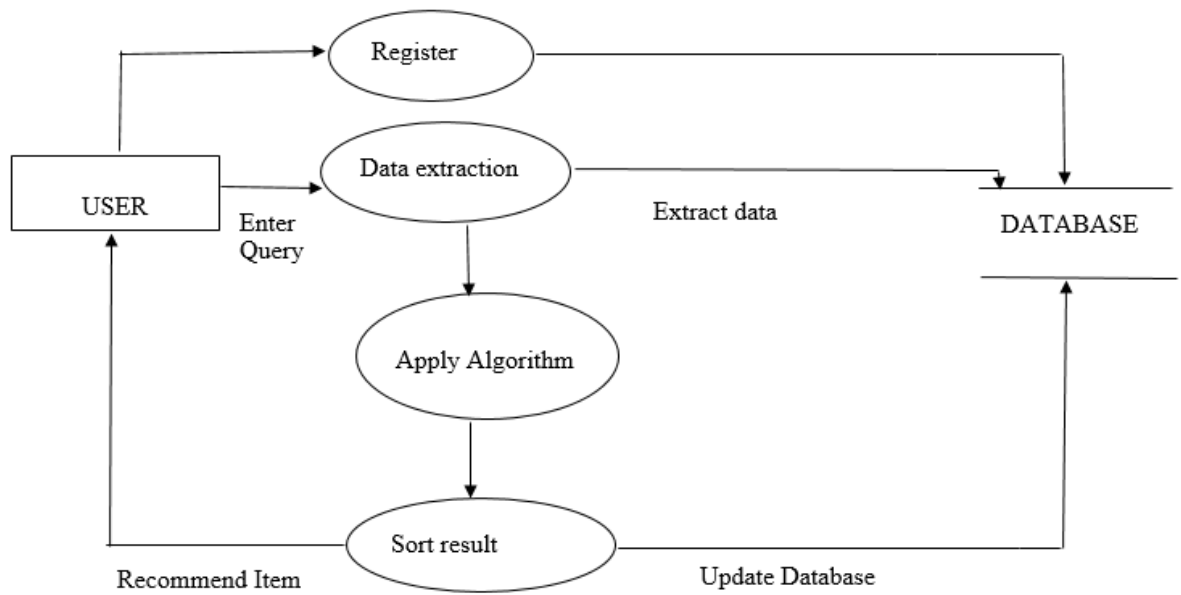 Register
Data extraction
USER
Enter
Query
Extract data
DATABASE
Apply Algorithm
Sort result
Recommend Item
Update Database